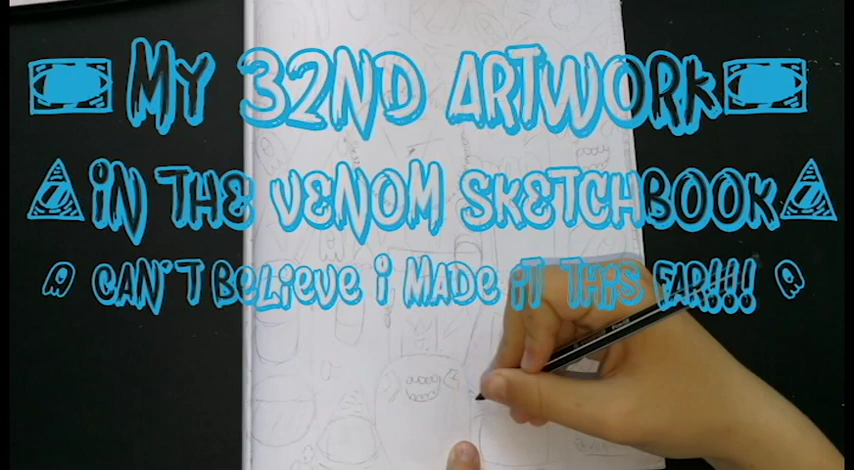 MY 32ND ARTWORK
IN THE VENOM SKETCHBOOK
CAN'T BELIEVE I MADE IT THIS FAR!!!